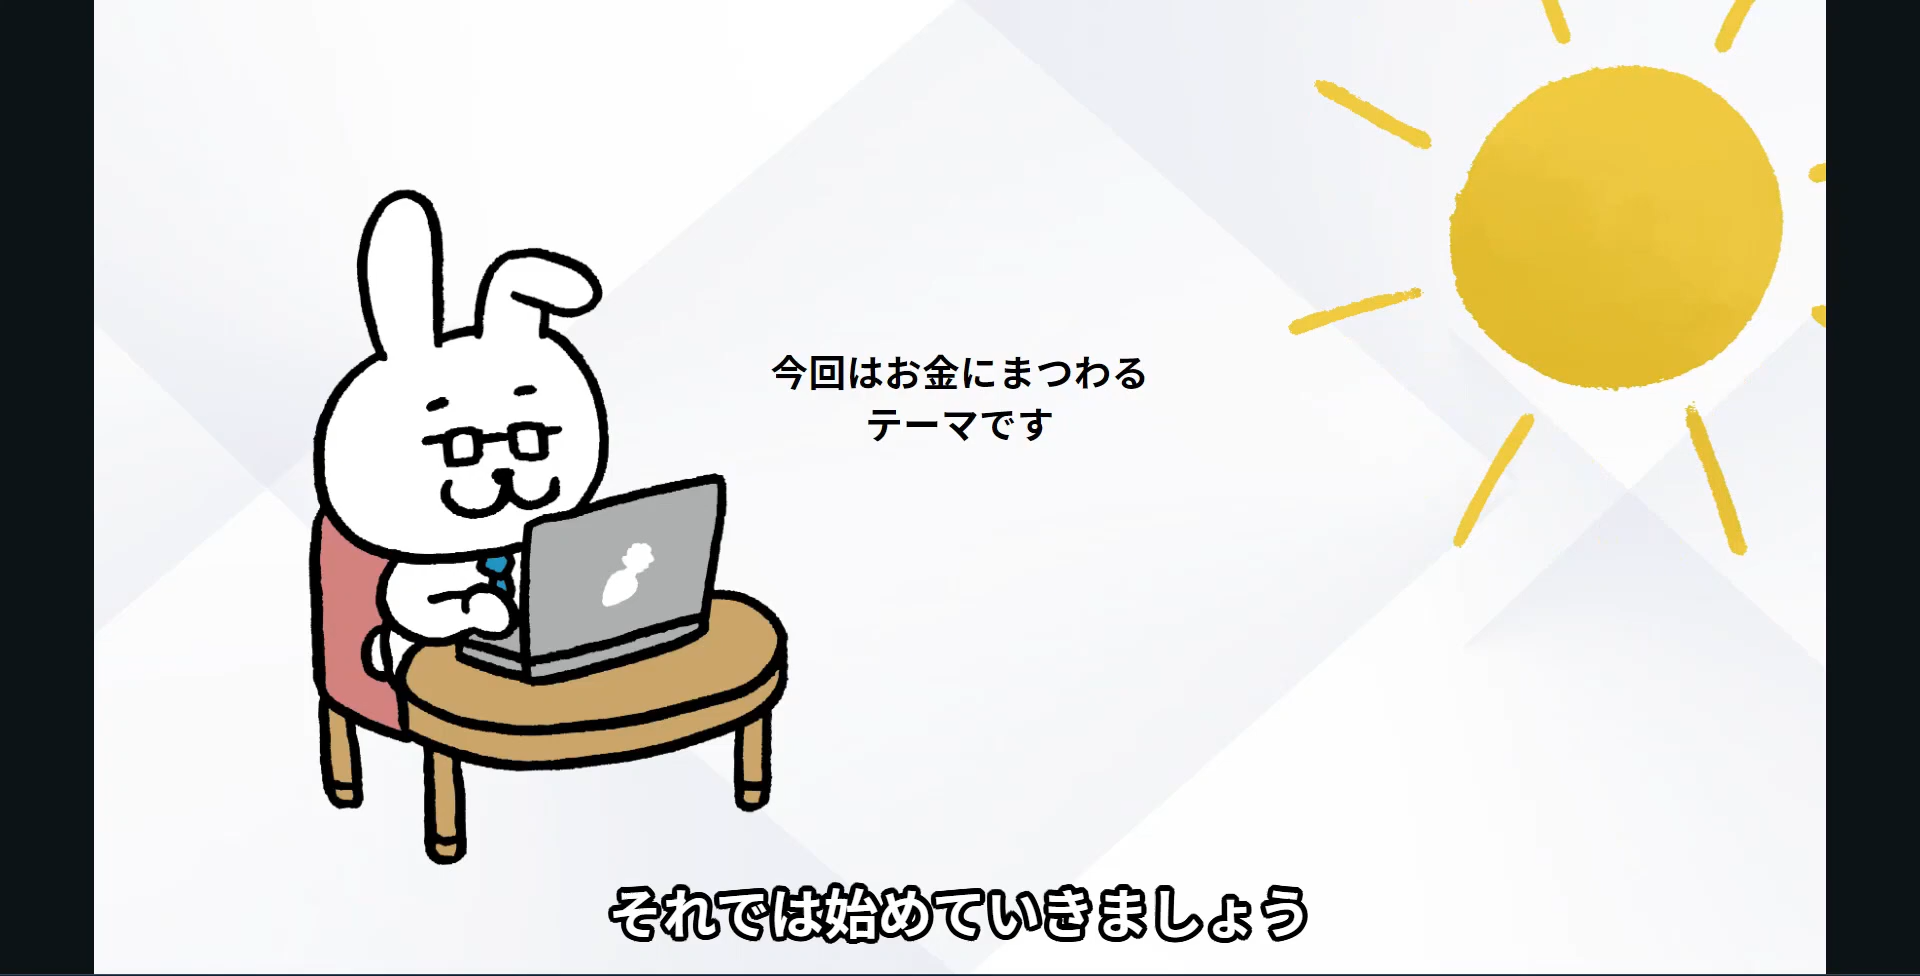 今回はお金にまつわる
テーマです
それでは始めていきましょう